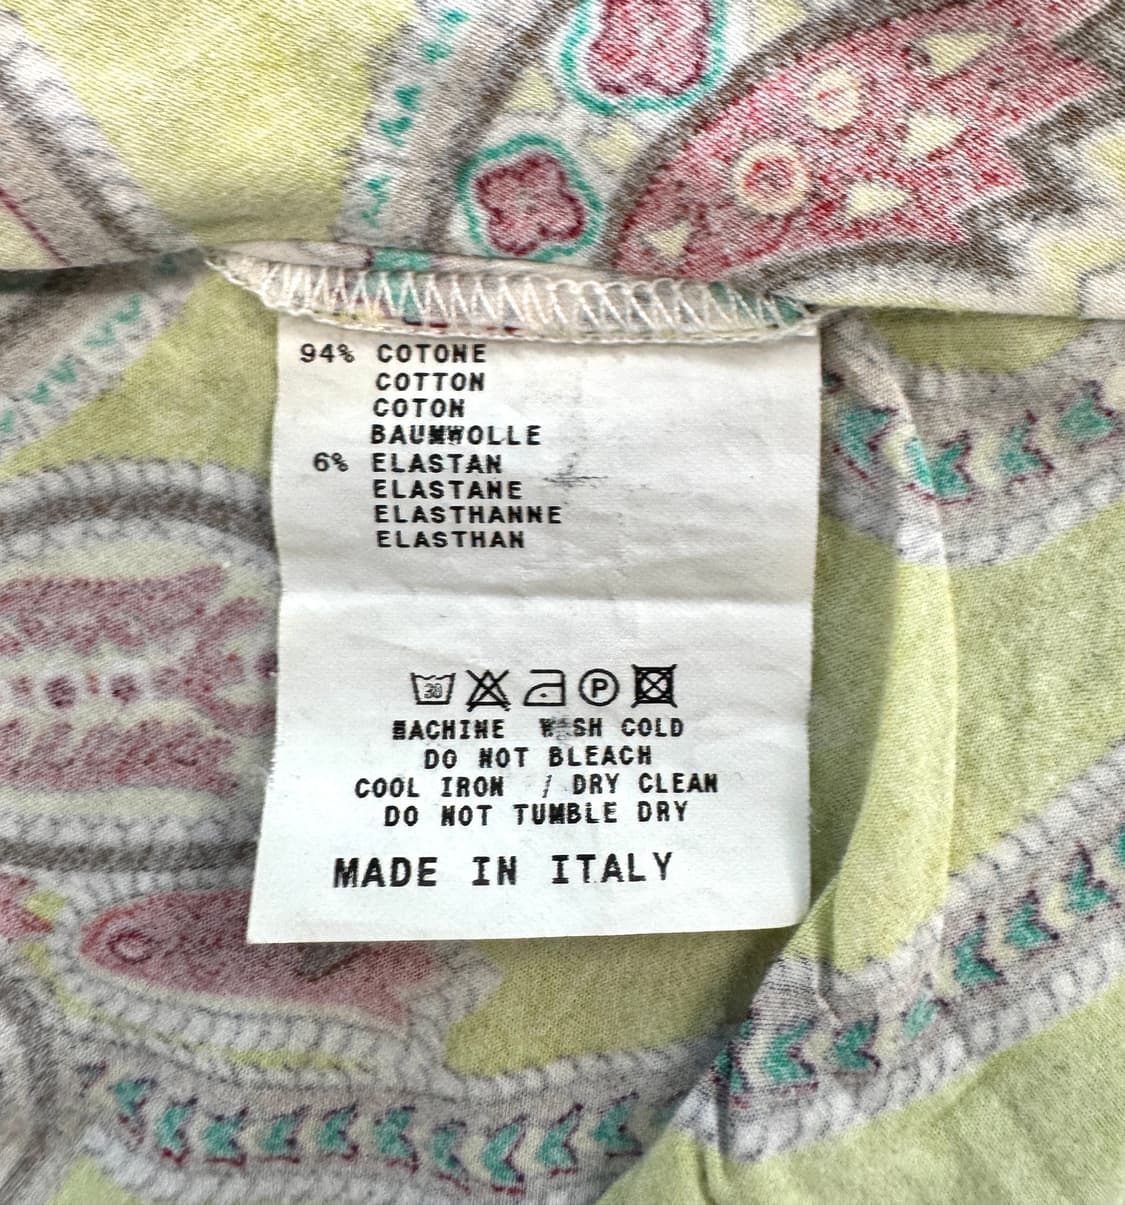 94% COTONE
COTTON
COTON
BAUMWOLLE
6% ELASTAN
ELASTANE
ELASTHANNE
ELASTHAN
30 P
MACHINE WASH COLD
DO NOT BLEACH
COOL IRON / DRY CLEAN
DO NOT TUMBLE DRY
MADE IN ITALY